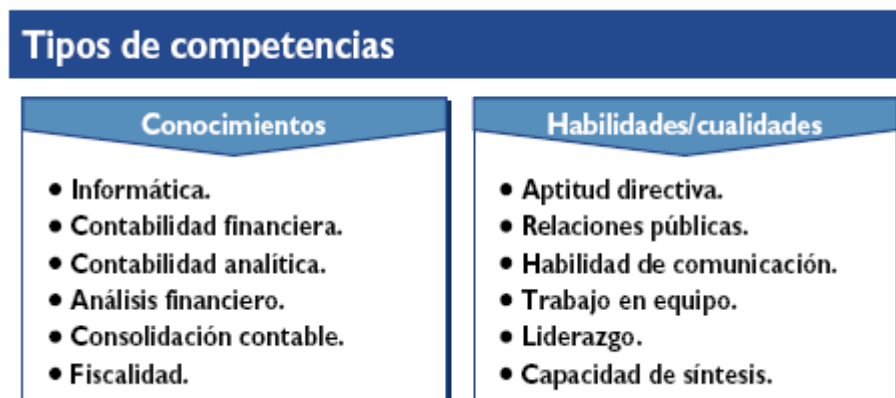 Tipos de competencias
Conocimientos
• Informática.
• Contabilidad financiera.
• Contabilidad analítica.
• Análisis financiero.
• Consolidación contable.
• Fiscalidad.
Habilidades/cualidades
• Aptitud directiva.
• Relaciones públicas.
• Habilidad de comunicación.
• Trabajo en equipo.
• Liderazgo.
• Capacidad de síntesis.